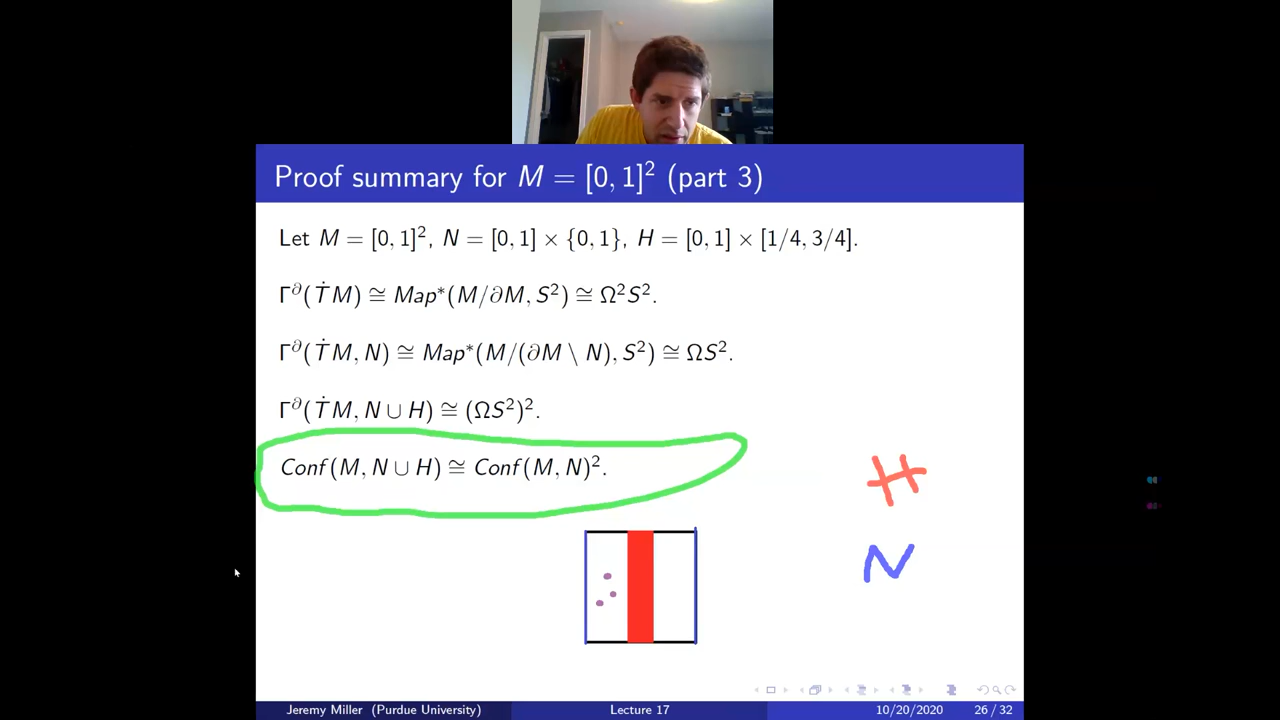 Proof summary for M = [0, 1]² (part 3)
Let M = [0, 1]², N = [0, 1] × {0, 1}, H = [0, 1] × [1/4, 3/4].
Γ^∂(ṪM) ≅ Map*(M/∂M, S²) ≅ Ω²S².
Γ^∂(ṪM, N) ≅ Map*(M/(∂M \ N), S²) ≅ ΩS².
Γ^∂(ṪM, N ∪ H) ≅ (ΩS²)².
Conf(M, N ∪ H) ≅ Conf(M, N)².
H
N
Jeremy Miller (Purdue University) Lecture 17 10/20/2020 26 / 32